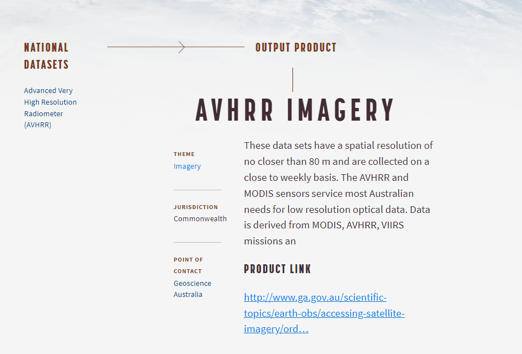 NATIONAL
DATASETS
Advanced Very
High Resolution
Radiometer
(AVHRR)
OUTPUT PRODUCT
AVHRR IMAGERY
THEME
Imagery
JURISDICTION
Commonwealth
POINT OF
CONTACT
Geoscience
Australia
These data sets have a spatial resolution of
no closer than 80 m and are collected on a
close to weekly basis. The AVHRR and
MODIS sensors service most Australian
needs for low resolution optical data. Data
is derived from MODIS, AVHRR, VIIRS
missions an
PRODUCT LINK
http://www.ga.gov.au/scientific-
topics/earth-obs/accessing-satellite-
imagery/ord…